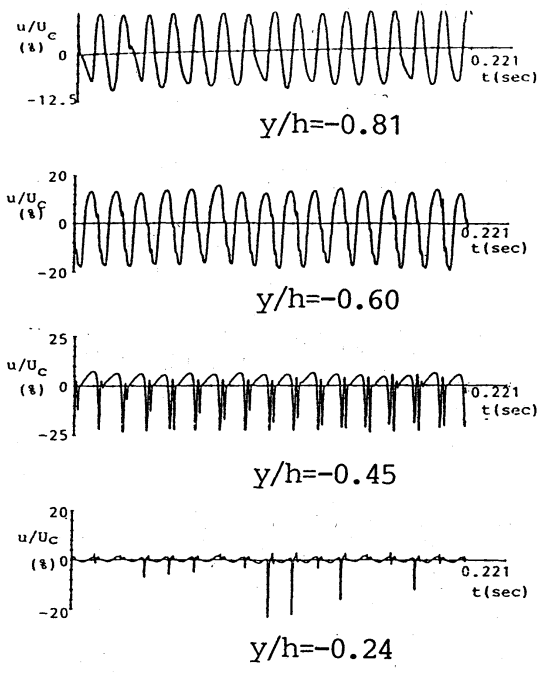 u/Uc
(%)
0
-12.5
0.221
t(sec)
y/h=-0.81
20
u/Uc
(%)
0
-20
0.221
t(sec)
y/h=-0.60
25
u/Uc
(%)
0
-25
0.221
t(sec)
y/h=-0.45
20
u/Uc
(%)
0
-20
0.221
t(sec)
y/h=-0.24